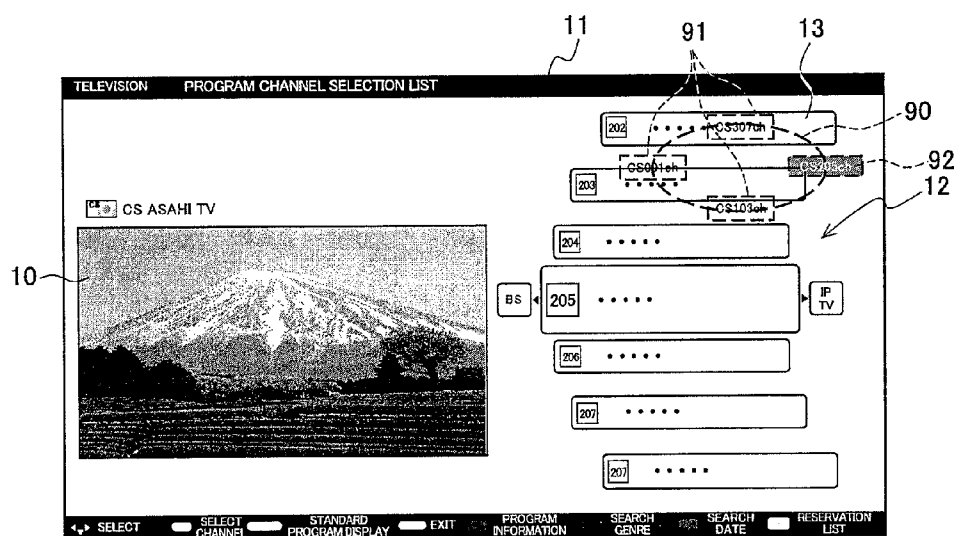 11
91
13
90
92
12
10
TELEVISION PROGRAM CHANNEL SELECTION LIST
202 • • • • • CS307ch
CS001ch
203 • • • • •
CS103ch
CS CS ASAHI TV
204 • • • • •
BS 205 • • • • • IP TV
206 • • • • •
207 • • • • •
207 • • • • •
SELECT SELECT CHANNEL STANDARD PROGRAM DISPLAY EXIT PROGRAM INFORMATION SEARCH GENRE SEARCH DATE RESERVATION LIST